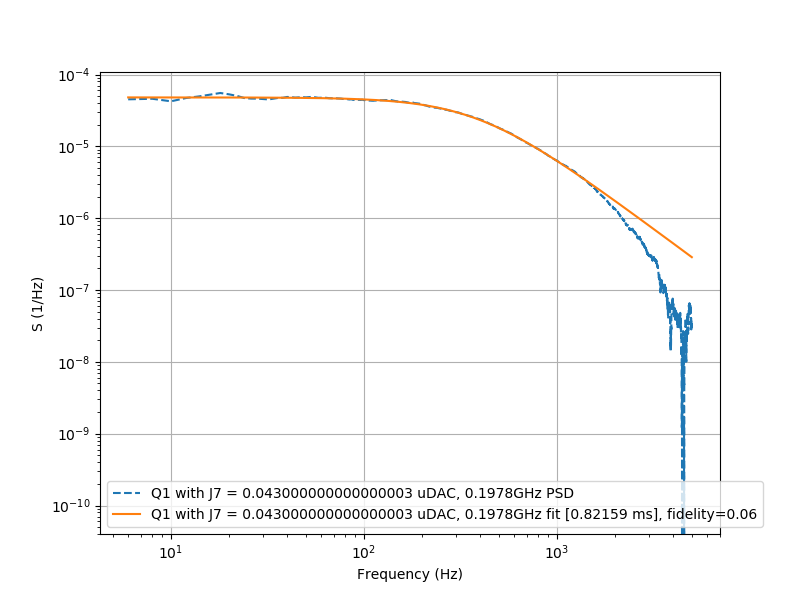 10⁻⁴
10⁻⁵
10⁻⁶
10⁻⁷
10⁻⁸
10⁻⁹
10⁻¹⁰
S (1/Hz)
Q1 with J7 = 0.043000000000000003 uDAC, 0.1978GHz PSD
Q1 with J7 = 0.043000000000000003 uDAC, 0.1978GHz fit [0.82159 ms], fidelity=0.06
10¹ 10² 10³
Frequency (Hz)